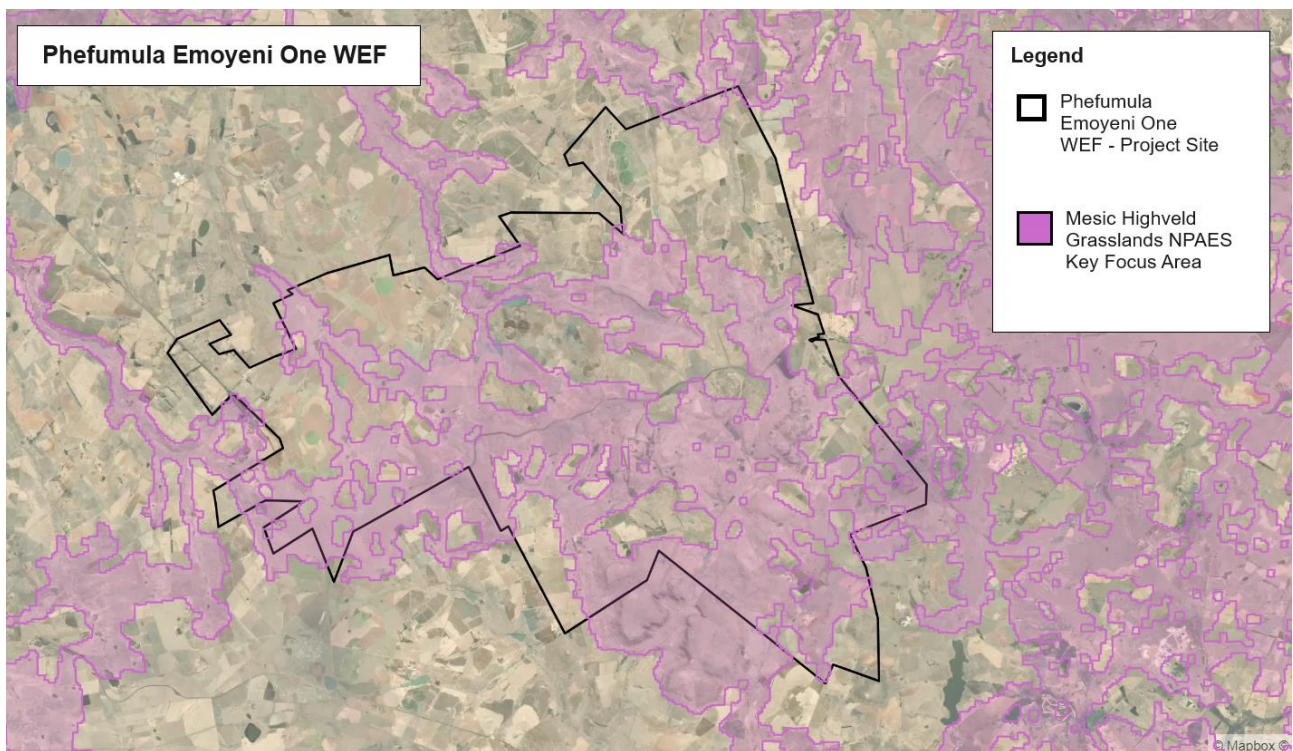 Phefumula Emoyeni One WEF
Legend
Phefumula
Emoyeni One
WEF - Project Site
Mesic Highveld
Grasslands NPAES
Key Focus Area
© Mapbox ©